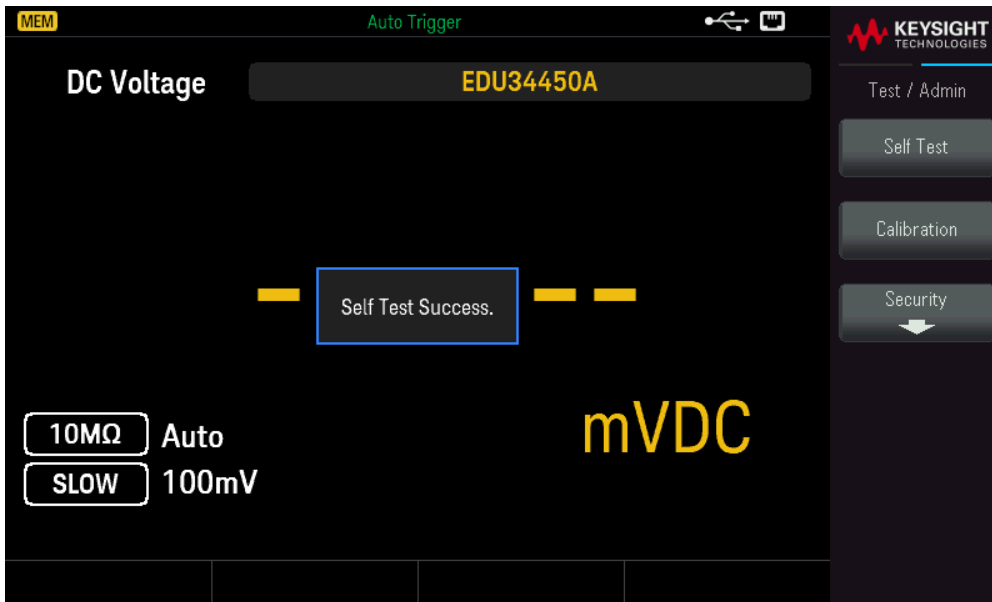 MEM
Auto Trigger
KEYSIGHT
TECHNOLOGIES
DC Voltage
EDU34450A
Test / Admin
Self Test
Calibration
Security
Self Test Success.
mVDC
10MΩ Auto
SLOW 100mV